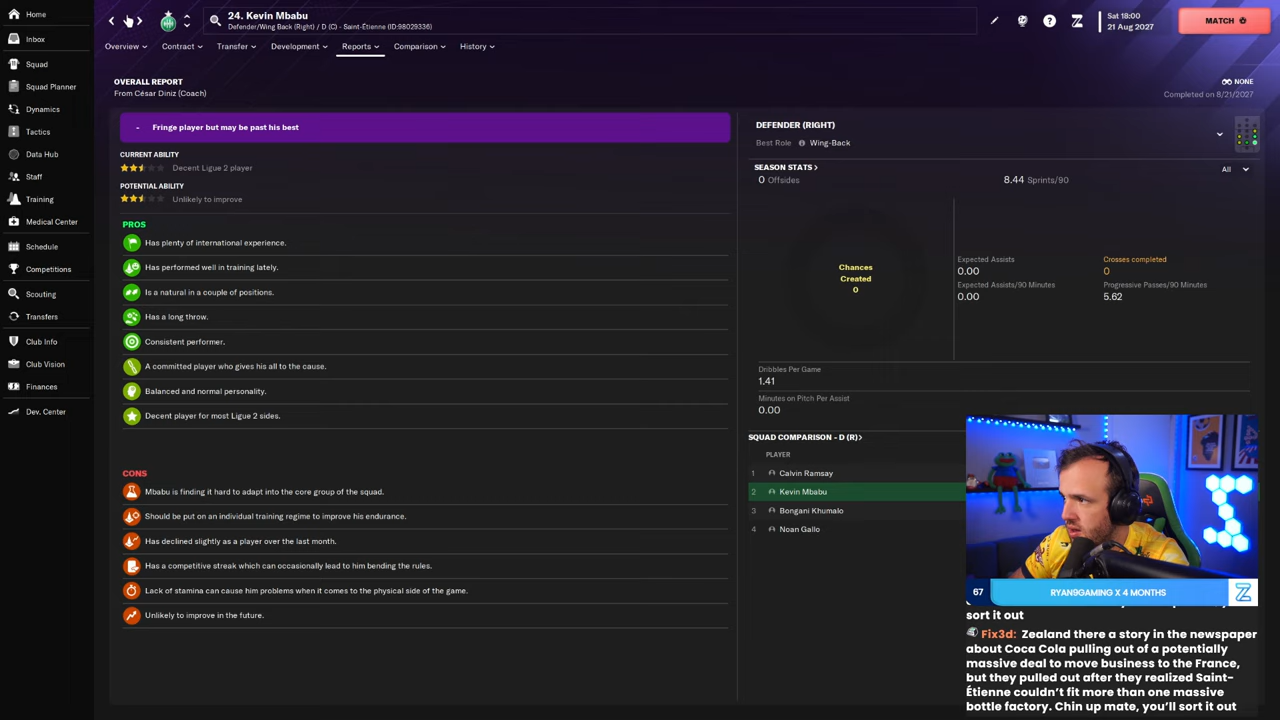 Home
Inbox
Squad
Squad Planner
Dynamics
Tactics
Data Hub
Staff
Training
Medical Center
Schedule
Competitions
Scouting
Transfers
Club Info
Club Vision
Finances
Dev. Center
24. Kevin Mbabu
Defender/Wing Back (Right) / D (C) - Saint-Étienne (ID:98029336)
Sat 18:00
21 Aug 2027
MATCH
Overview
Contract
Transfer
Development
Reports
Comparison
History
OVERALL REPORT
From César Diniz (Coach)
NONE
Completed on 8/21/2027
- Fringe player but may be past his best
CURRENT ABILITY
Decent Ligue 2 player
POTENTIAL ABILITY
Unlikely to improve
PROS
Has plenty of international experience.
Has performed well in training lately.
Is a natural in a couple of positions.
Has a long throw.
Consistent performer.
A committed player who gives his all to the cause.
Balanced and normal personality.
Decent player for most Ligue 2 sides.
CONS
Mbabu is finding it hard to adapt into the core group of the squad.
Should be put on an individual training regime to improve his endurance.
Has declined slightly as a player over the last month.
Has a competitive streak which can occasionally lead to him bending the rules.
Lack of stamina can cause him problems when it comes to the physical side of the game.
Unlikely to improve in the future.
DEFENDER (RIGHT)
Best Role Wing-Back
SEASON STATS
All
0 Offsides
8.44 Sprints/90
Chances
Created
0
Expected Assists
0.00
Expected Assists/90 Minutes
0.00
Crosses completed
0
Progressive Passes/90 Minutes
5.62
Dribbles Per Game
1.41
Minutes on Pitch Per Assist
0.00
SQUAD COMPARISON - D (R)
PLAYER
1 Calvin Ramsay
2 Kevin Mbabu
3 Bongani Khumalo
4 Noan Gallo
67 RYAN9GAMING X 4 MONTHS
sort it out
Fix3d: Zealand there a story in the newspaper
about Coca Cola pulling out of a potentially
massive deal to move business to the France,
but they pulled out after they realized Saint-
Étienne couldn't fit more than one massive
bottle factory. Chin up mate, you'll sort it out